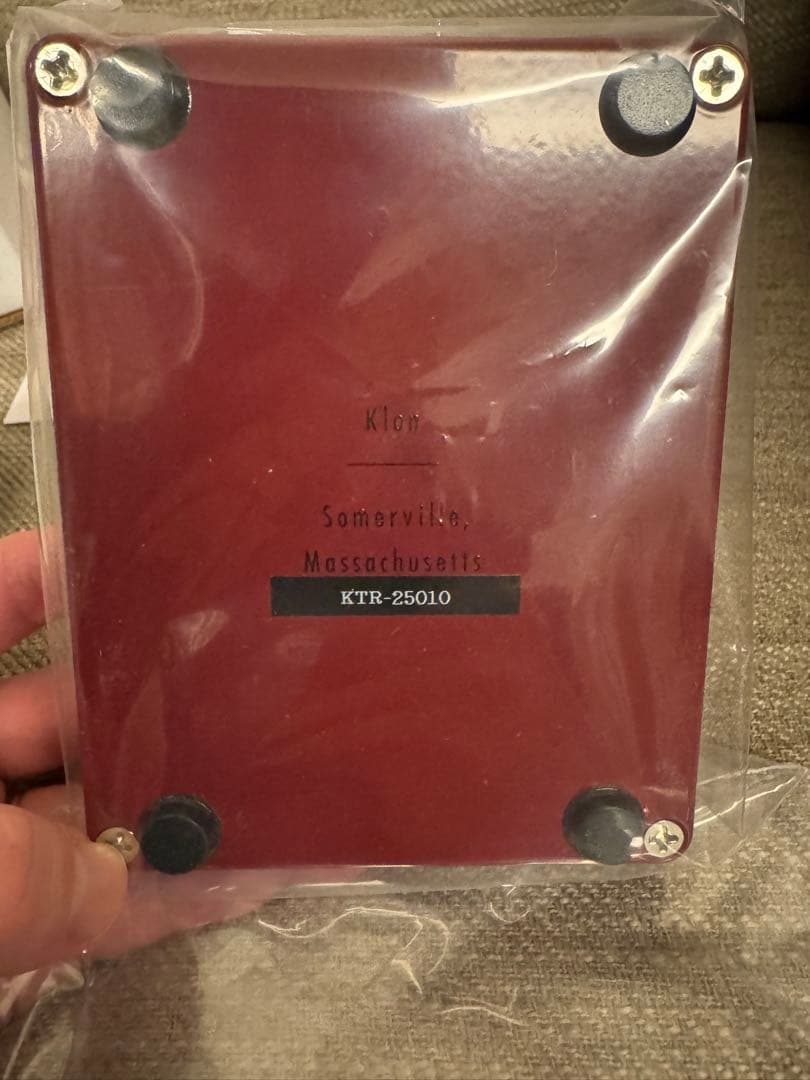 Klon
Somerville,
Massachusetts
KTR-25010